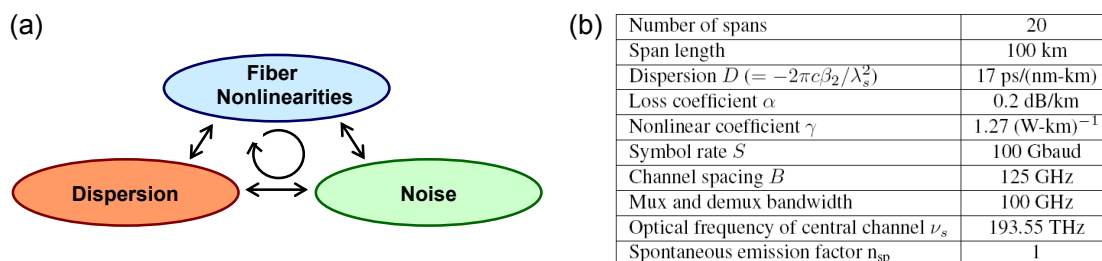 (a)
Fiber
Nonlinearities
Dispersion
Noise
(b)
Number of spans 20
Span length 100 km
Dispersion D (= −2πcβ₂/λₛ²) 17 ps/(nm-km)
Loss coefficient α 0.2 dB/km
Nonlinear coefficient γ 1.27 (W-km)⁻¹
Symbol rate S 100 Gbaud
Channel spacing B 125 GHz
Mux and demux bandwidth 100 GHz
Optical frequency of central channel νₛ 193.55 THz
Spontaneous emission factor nₛₚ 1